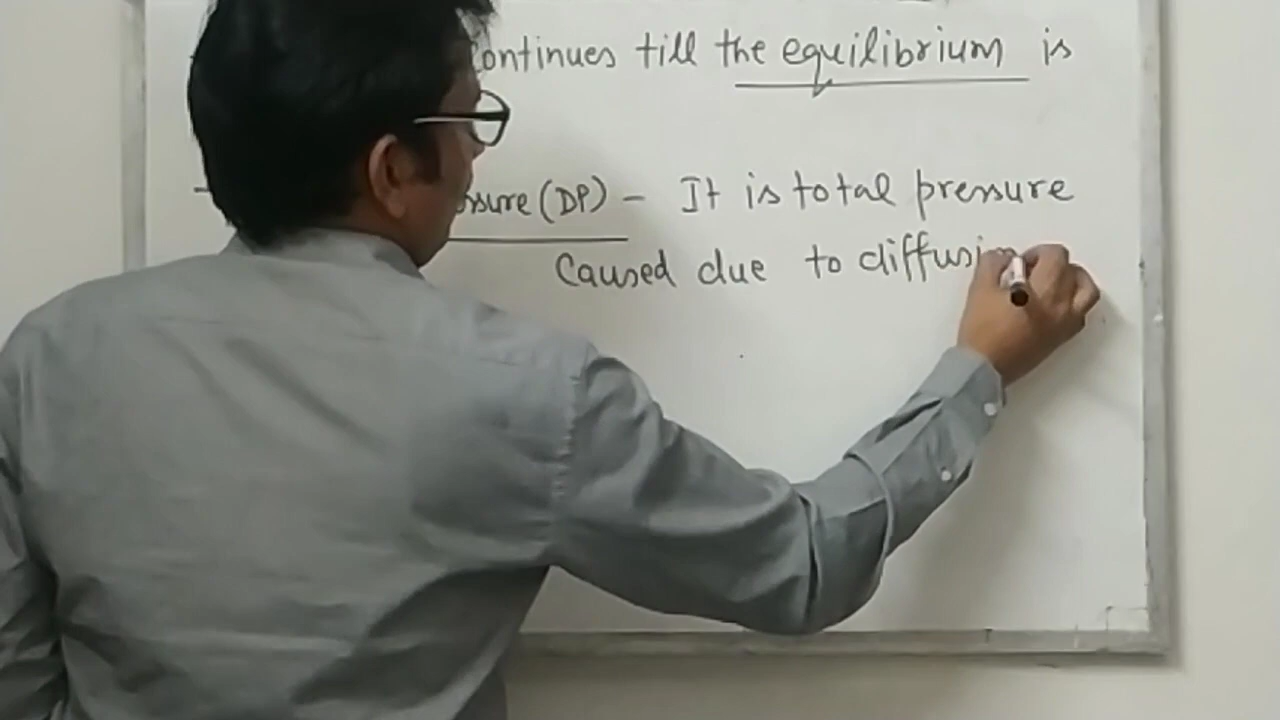 Continues till the equilibrium is
ssure (DP) - It is total pressure
Caused due to diffusi